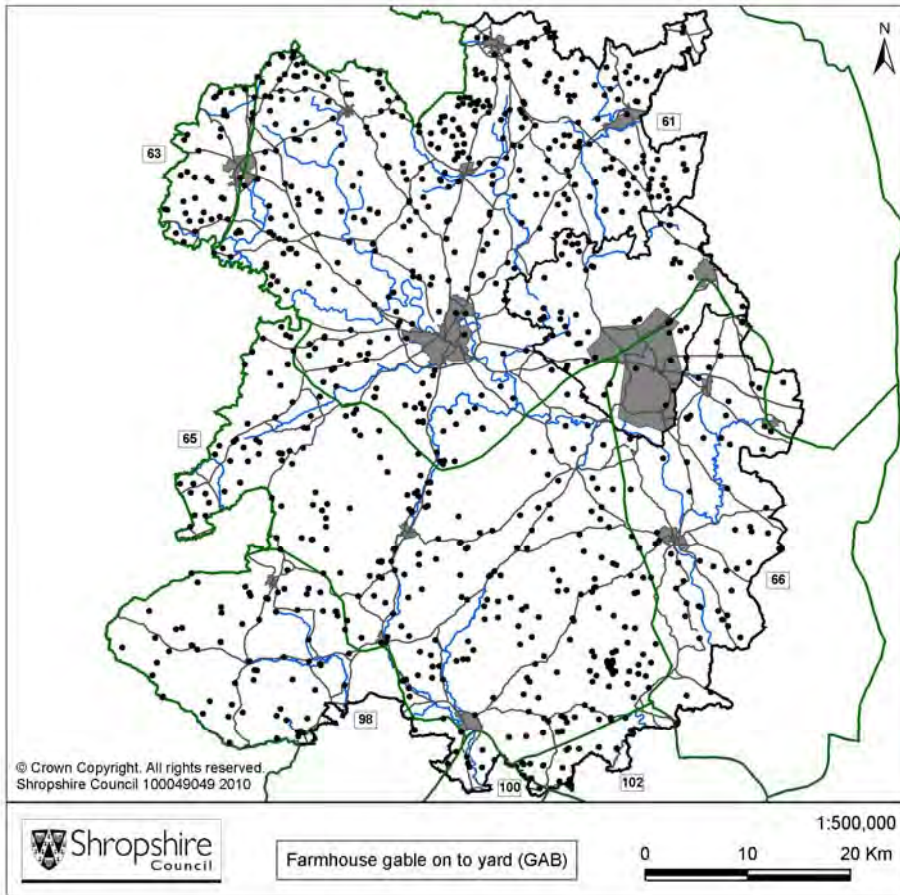 N
61
63
65
66
98
100
102
© Crown Copyright. All rights reserved.
Shropshire Council 100049049 2010
Shropshire
Council
Farmhouse gable on to yard (GAB)
1:500,000
0 10 20 Km